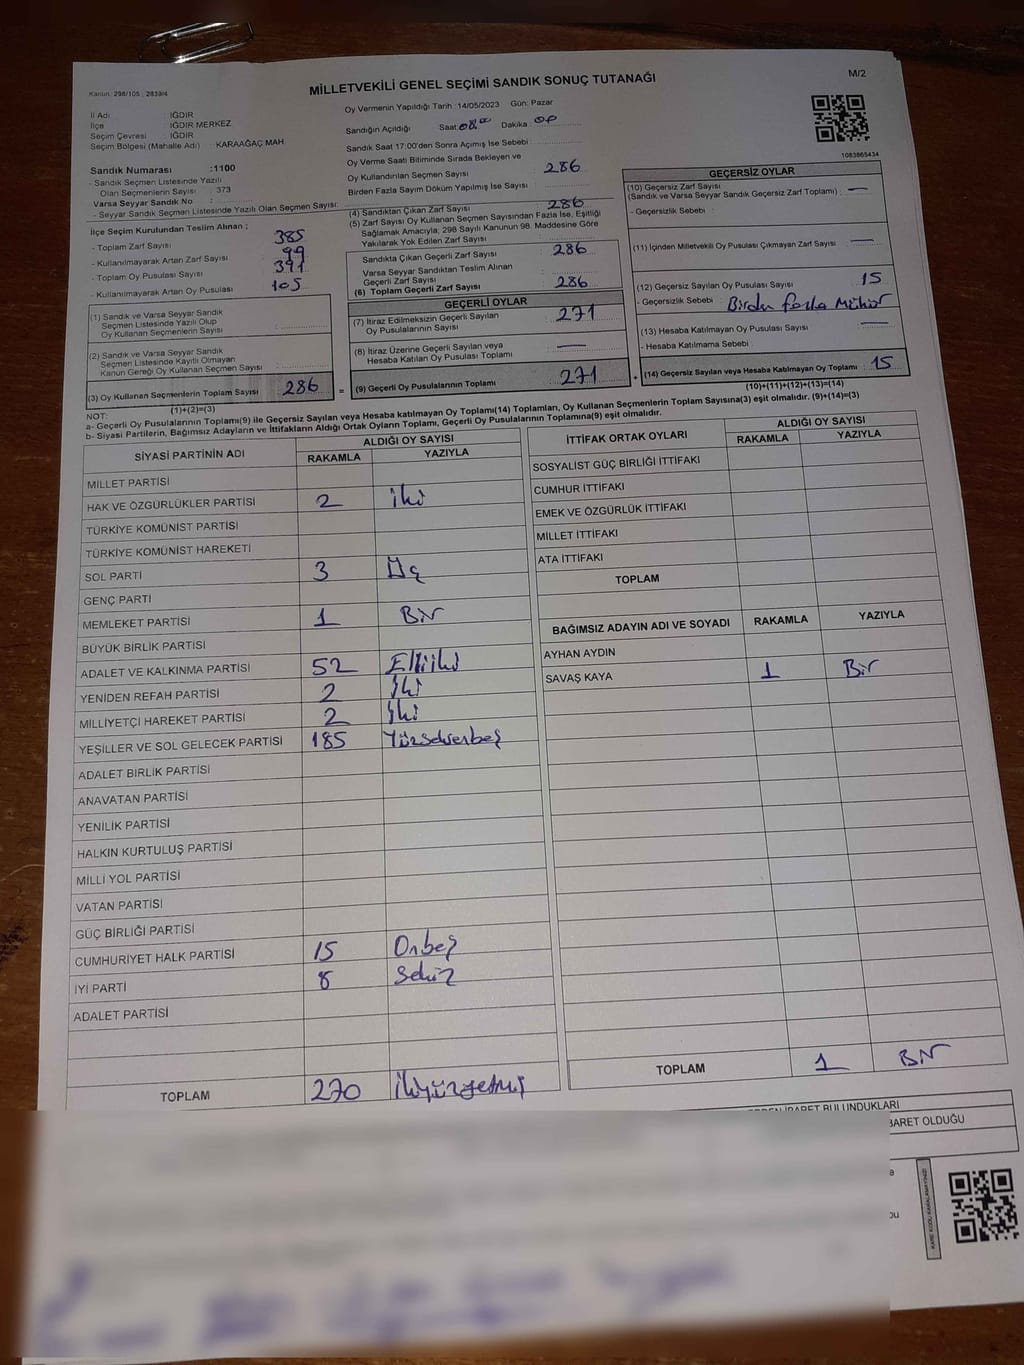 MİLLETVEKİLİ GENEL SEÇİMİ SANDIK SONUÇ TUTANAĞI
M/2
Kanun: 298/105 , 2839/4
İl Adı IĞDIR
İlçe IĞDIR MERKEZ
Seçim Çevresi IĞDIR
Seçim Bölgesi (Mahalle Adı) KARAAĞAÇ MAH
Sandık Numarası :1100
- Sandık Seçmen Listesinde Yazılı
Olan Seçmenlerin Sayısı : 373
Varsa Seyyar Sandık No :
- Seyyar Sandık Seçmen Listesinde Yazılı Olan Seçmen Sayısı:
İlçe Seçim Kurulundan Teslim Alınan ;
- Toplam Zarf Sayısı 385
- Kullanılmayarak Artan Zarf Sayısı 99
- Toplam Oy Pusulası Sayısı 391
- Kullanılmayarak Artan Oy Pusulası 105
(1) Sandık ve Varsa Seyyar Sandık
Seçmen Listesinde Yazılı Olup
Oy Kullanan Seçmenlerin Sayısı :
(2) Sandık ve Varsa Seyyar Sandık
Seçmen Listesinde Kayıtlı Olmayan
Kanun Gereği Oy Kullanan Seçmen Sayısı :
(3) Oy Kullanan Seçmenlerin Toplam Sayısı 286 =
(1)+(2)=(3)
Oy Vermenin Yapıldığı Tarih :14/05/2023 Gün: Pazar
Sandığın Açıldığı Saat:08.00 Dakika : 00
Sandık Saat 17:00'den Sonra Açımış İse Sebebi :
Oy Verme Saati Bitiminde Sırada Bekleyen ve
Oy Kullandırılan Seçmen Sayısı : 286
Birden Fazla Sayım Döküm Yapılmış İse Sayısı :
(4) Sandıktan Çıkan Zarf Sayısı : 286
(5) Zarf Sayısı Oy Kullanan Seçmen Sayısından Fazla İse, Eşitliği
Sağlamak Amacıyla; 298 Sayılı Kanunun 98. Maddesine Göre
Yakılarak Yok Edilen Zarf Sayısı :
Sandıkta Çıkan Geçerli Zarf Sayısı : 286
Varsa Seyyar Sandıktan Teslim Alınan
Geçerli Zarf Sayısı :
(6) Toplam Geçerli Zarf Sayısı : 286
GEÇERLİ OYLAR
(7) İtiraz Edilmeksizin Geçerli Sayılan
Oy Pusulalarının Sayısı : 271
(8) İtiraz Üzerine Geçerli Sayılan veya
Hesaba Katılan Oy Pusulası Toplamı : —
(9) Geçerli Oy Pusulalarının Toplamı 271 +
1083865434
GEÇERSİZ OYLAR
(10) Geçersiz Zarf Sayısı
(Sandık ve Varsa Seyyar Sandık Geçersiz Zarf Toplamı) : —
- Geçersizlik Sebebi :
(11) İçinden Milletvekili Oy Pusulası Çıkmayan Zarf Sayısı —
(12) Geçersiz Sayılan Oy Pusulası Sayısı 15
- Geçersizlik Sebebi : Birden fazla Mühür
(13) Hesaba Katılmayan Oy Pusulası Sayısı —
- Hesaba Katılmama Sebebi :
(14) Geçersiz Sayılan veya Hesaba Katılmayan Oy Toplamı : 15
(10)+(11)+(12)+(13)=(14)
NOT:
a- Geçerli Oy Pusulalarının Toplamı(9) ile Geçersiz Sayılan veya Hesaba katılmayan Oy Toplamı(14) Toplamları, Oy Kullanan Seçmenlerin Toplam Sayısına(3) eşit olmalıdır. (9)+(14)=(3)
b- Siyasi Partilerin, Bağımsız Adayların ve İttifakların Aldığı Ortak Oyların Toplamı, Geçerli Oy Pusulalarının Toplamına(9) eşit olmalıdır.
SİYASİ PARTİNİN ADI ALDIĞI OY SAYISI
RAKAMLA YAZIYLA
MİLLET PARTİSİ
HAK VE ÖZGÜRLÜKLER PARTİSİ 2 iki
TÜRKİYE KOMÜNİST PARTİSİ
TÜRKİYE KOMÜNİST HAREKETİ
SOL PARTİ 3 Üç
GENÇ PARTİ
MEMLEKET PARTİSİ 1 Bir
BÜYÜK BİRLİK PARTİSİ
ADALET VE KALKINMA PARTİSİ 52 Elliiki
YENİDEN REFAH PARTİSİ 2 İki
MİLLİYETÇİ HAREKET PARTİSİ 2 İki
YEŞİLLER VE SOL GELECEK PARTİSİ 185 Yüzseksenbeş
ADALET BİRLİK PARTİSİ
ANAVATAN PARTİSİ
YENİLİK PARTİSİ
HALKIN KURTULUŞ PARTİSİ
MİLLİ YOL PARTİSİ
VATAN PARTİSİ
GÜÇ BİRLİĞİ PARTİSİ
CUMHURİYET HALK PARTİSİ 15 Onbeş
İYİ PARTİ 8 Sekiz
ADALET PARTİSİ
TOPLAM 270 İkiyüzyetmiş
İTTİFAK ORTAK OYLARI ALDIĞI OY SAYISI
RAKAMLA YAZIYLA
SOSYALİST GÜÇ BİRLİĞİ İTTİFAKI
CUMHUR İTTİFAKI
EMEK VE ÖZGÜRLÜK İTTİFAKI
MİLLET İTTİFAKI
ATA İTTİFAKI
TOPLAM
BAĞIMSIZ ADAYIN ADI VE SOYADI RAKAMLA YAZIYLA
AYHAN AYDIN
SAVAŞ KAYA 1 Bir
TOPLAM 1 Bir
BULUNDUKLARI
BARET OLDUĞU